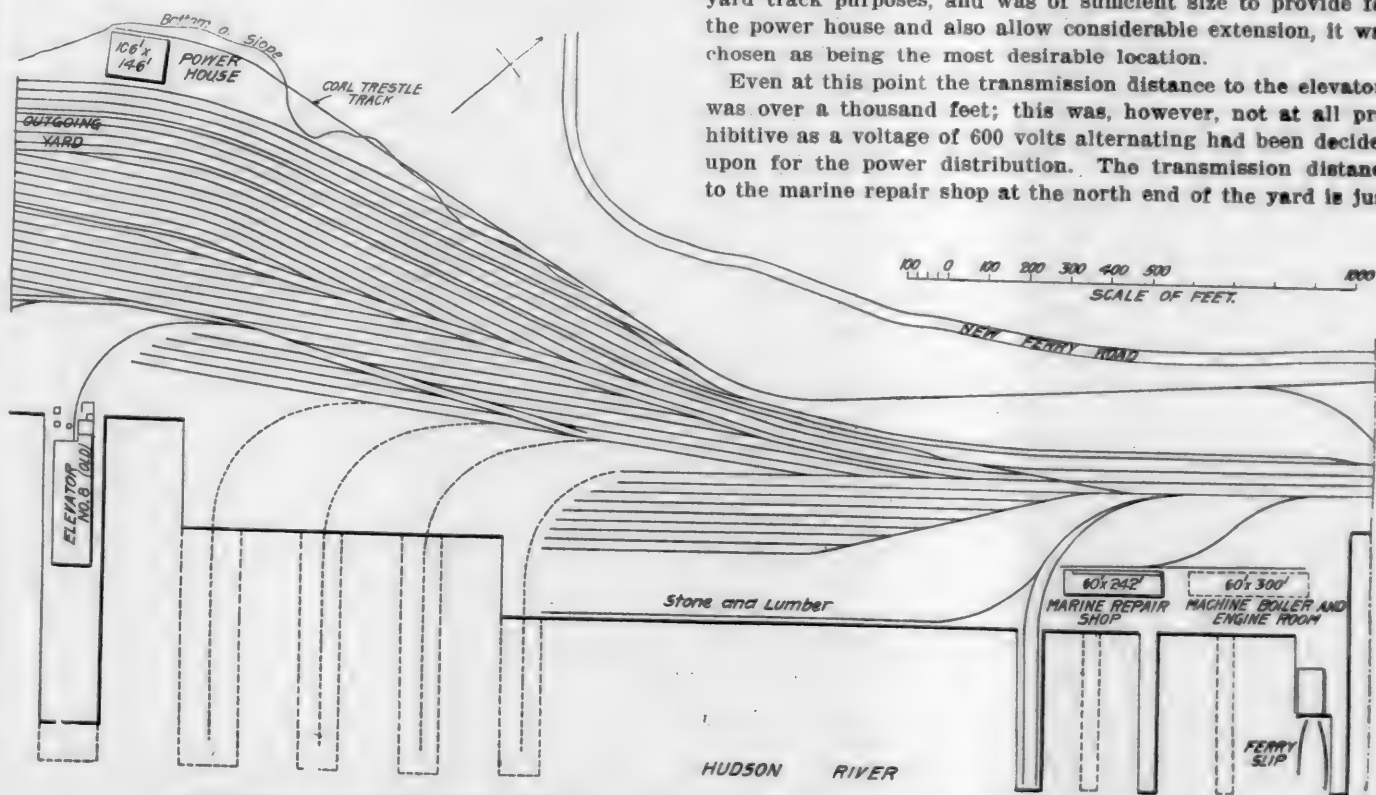 yard track purposes, and was of sufficient size to provide
the power house and also allow considerable extension, it
chosen as being the most desirable location.
Even at this point the transmission distance to the elevator
was over a thousand feet; this was, however, not at all pr
hibitive as a voltage of 600 volts alternating had been decide
upon for the power distribution. The transmission distanc
to the marine repair shop at the north end of the yard is jus
Bottom o. Slope
106' x
146'
POWER
HOUSE
COAL TRESTLE
TRACK
OUTGOING
YARD
100 0 100 200 300 400 500 1000
SCALE OF FEET.
NEW FERRY ROAD
ELEVATOR
NO. 8 (OLD)
Stone and Lumber
60' x 242'
MARINE REPAIR
SHOP
60' x 300'
MACHINE BOILER AND
ENGINE ROOM
FERRY
SLIP
HUDSON RIVER